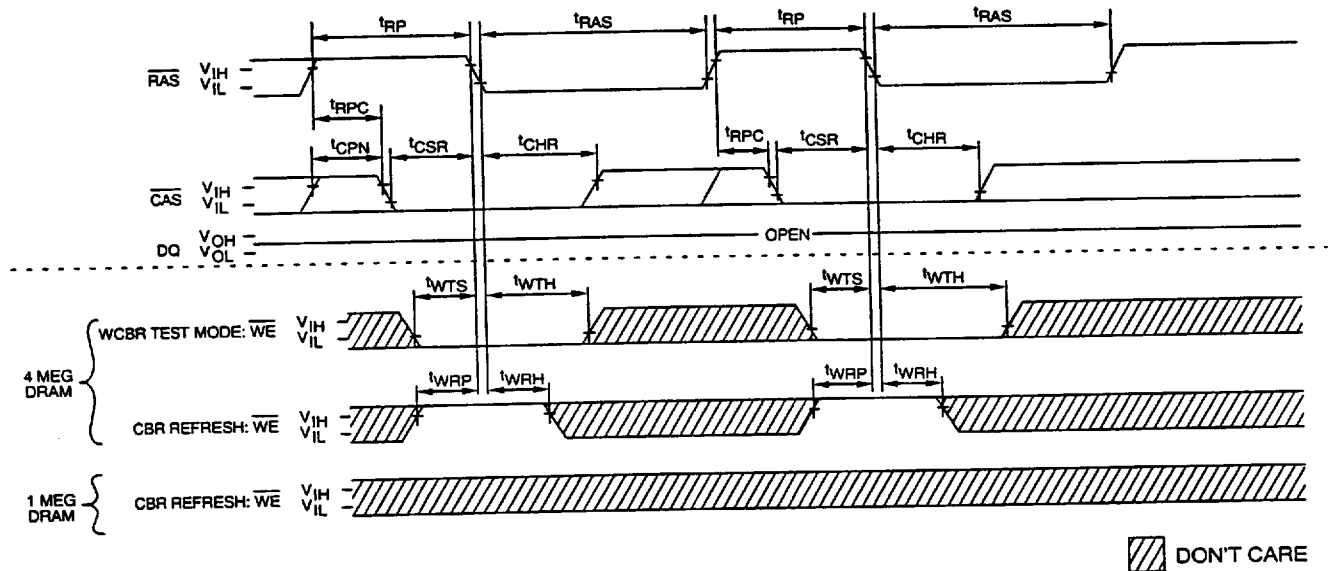 tRP tRAS tRP tRAS
RAS VIH
VIL
tRPC
tCPN tCSR tCHR tRPC tCSR tCHR
CAS VIH
VIL
DQ VOH
VOL
OPEN
tWTS tWTH tWTS tWTH
WCBR TEST MODE: WE VIH
VIL
4 MEG
DRAM
tWRP tWRH tWRP tWRH
CBR REFRESH: WE VIH
VIL
1 MEG
DRAM
CBR REFRESH: WE VIH
VIL
DON'T CARE